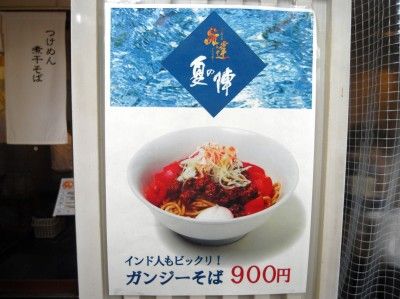 つけめん
煮干そば
夏の陣
インド人もビックリ!
ガンジーそば 900円